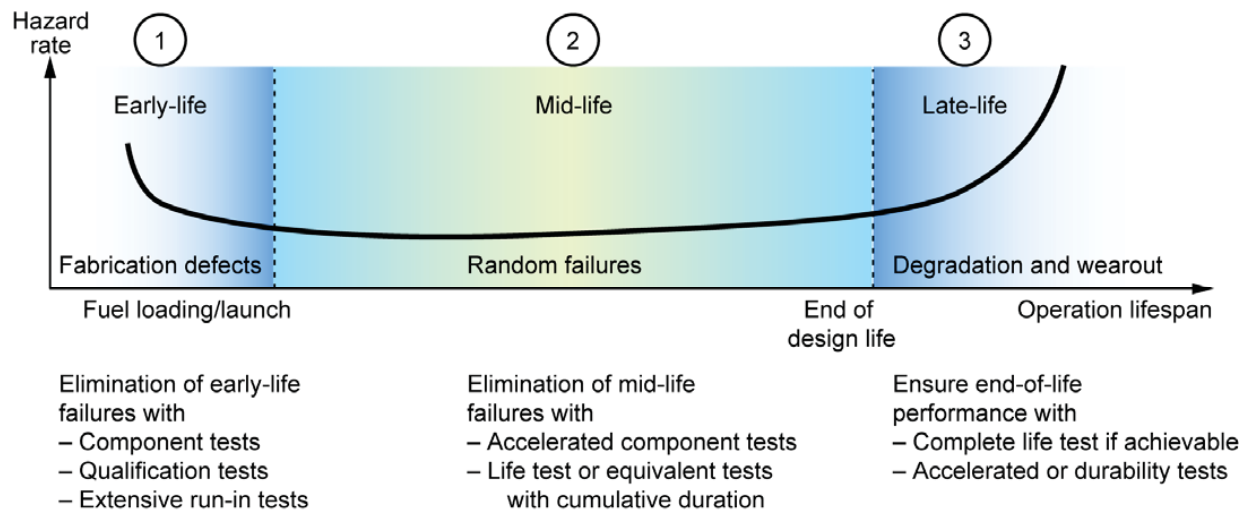 Hazard
rate
1
2
3
Early-life
Mid-life
Late-life
Fabrication defects
Random failures
Degradation and wearout
Fuel loading/launch
End of
design life
Operation lifespan
Elimination of early-life
failures with
– Component tests
– Qualification tests
– Extensive run-in tests
Elimination of mid-life
failures with
– Accelerated component tests
– Life test or equivalent tests
with cumulative duration
Ensure end-of-life
performance with
– Complete life test if achievable
– Accelerated or durability tests